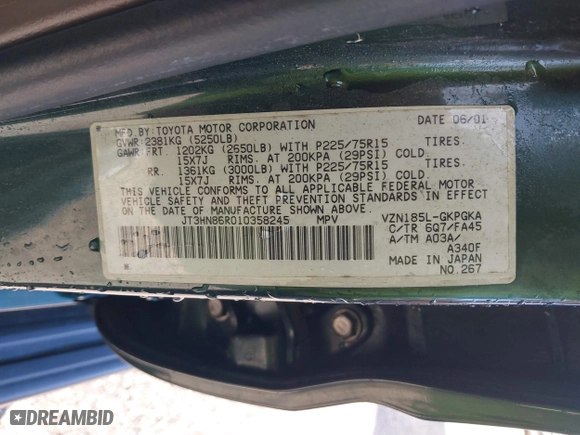 MFD.BY:TOYOTA MOTOR CORPORATION DATE 06/01
GVWR:2381KG (5250LB)
GAWR:FRT. 1202KG (2650LB) WITH P225/75R15
15X7J RIMS. AT 200KPA (29PSI) COLD.
RR. 1361KG (3000LB) WITH P225/75R15
15X7J RIMS. AT 200KPA (29PSI) COLD.
THIS VEHICLE CONFORMS TO ALL APPLICABLE FEDERAL MOTOR
VEHICLE SAFETY AND THEFT PREVENTION STANDARDS IN EFFECT
ON THE DATE OF MANUFACTURE SHOWN ABOVE.
JT3HN86R010358245 MPV VZN185L-GKPGKA
C/TR 6Q7/FA45
A/TM A03A/
A340F
MADE IN JAPAN
NO.267
DREAMBID